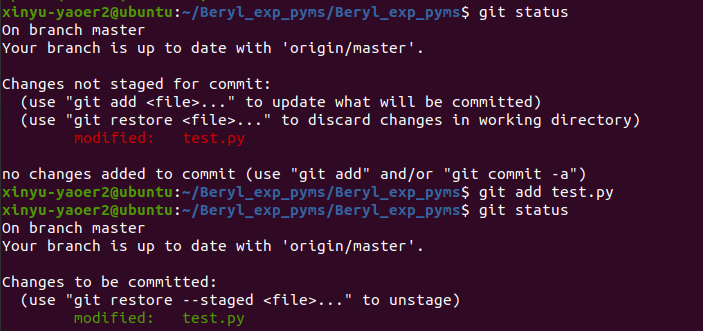 xinyu-yaoer2@ubuntu:~/Beryl_exp_pyms/Beryl_exp_pyms$ git status
On branch master
Your branch is up to date with 'origin/master'.

Changes not staged for commit:
  (use "git add <file>..." to update what will be committed)
  (use "git restore <file>..." to discard changes in working directory)
        modified:   test.py

no changes added to commit (use "git add" and/or "git commit -a")
xinyu-yaoer2@ubuntu:~/Beryl_exp_pyms/Beryl_exp_pyms$ git add test.py
xinyu-yaoer2@ubuntu:~/Beryl_exp_pyms/Beryl_exp_pyms$ git status
On branch master
Your branch is up to date with 'origin/master'.

Changes to be committed:
  (use "git restore --staged <file>..." to unstage)
        modified:   test.py